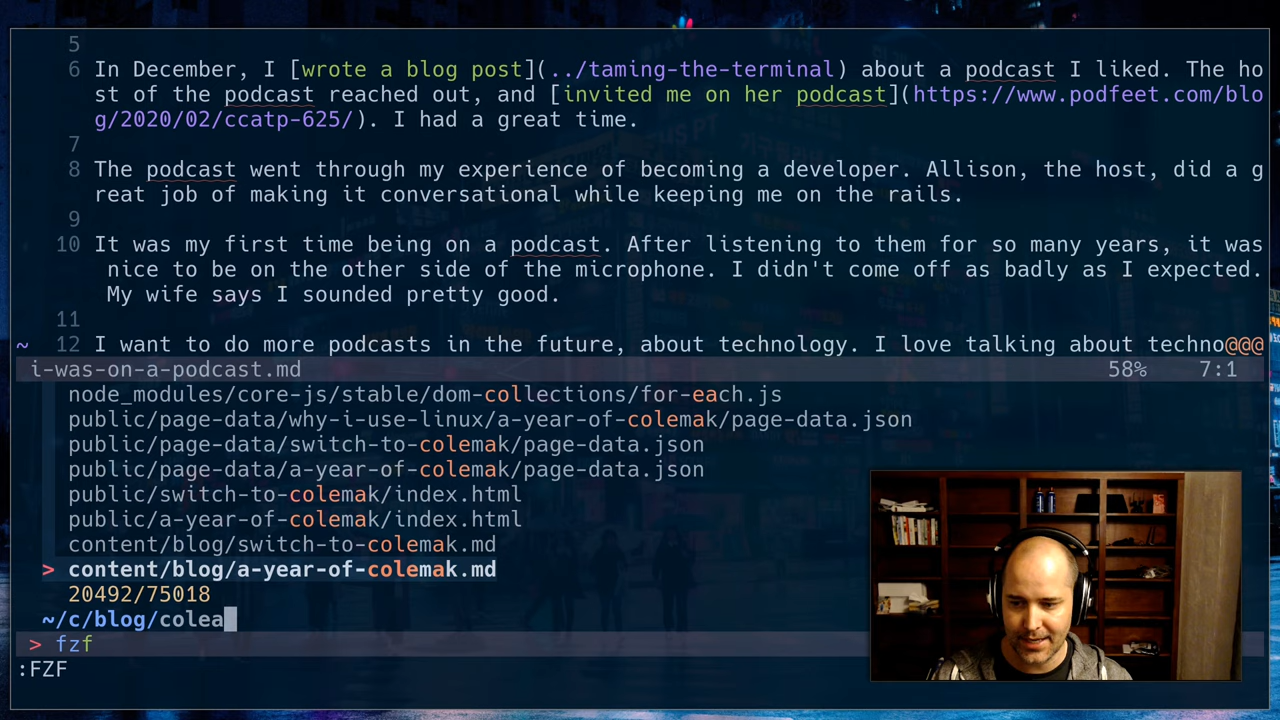 5
6 In December, I [wrote a blog post](../taming-the-terminal) about a podcast I liked. The ho
st of the podcast reached out, and [invited me on her podcast](https://www.podfeet.com/blo
g/2020/02/ccatp-625/). I had a great time.
7
8 The podcast went through my experience of becoming a developer. Allison, the host, did a g
reat job of making it conversational while keeping me on the rails.
9
10 It was my first time being on a podcast. After listening to them for so many years, it was
nice to be on the other side of the microphone. I didn't come off as badly as I expected.
My wife says I sounded pretty good.
11
~ 12 I want to do more podcasts in the future, about technology. I love talking about techno@@@
i-was-on-a-podcast.md 58% 7:1
node_modules/core-js/stable/dom-collections/for-each.js
public/page-data/why-i-use-linux/a-year-of-colemak/page-data.json
public/page-data/switch-to-colemak/page-data.json
public/page-data/a-year-of-colemak/page-data.json
public/switch-to-colemak/index.html
public/a-year-of-colemak/index.html
content/blog/switch-to-colemak.md
> content/blog/a-year-of-colemak.md
20492/75018
~/c/blog/colea
> fzf
:FZF